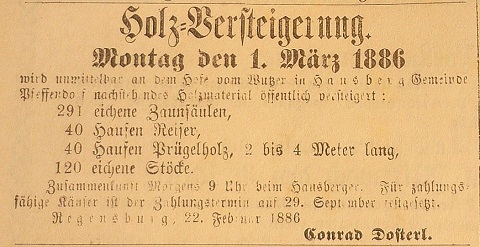 Holz-Versteigerung.
Montag den 1. März 1886
wird unmittelbar an dem Hofe vom Wutzer in Hausberg Gemeinde
Pfeffendorf nachstehendes Holzmaterial öffentlich versteigert:
291 eichene Zaunsäulen,
40 Haufen Reiser,
40 Haufen Prügelholz, 2 bis 4 Meter lang,
120 eichene Stöcke.
Zusammenkunft Morgens 9 Uhr beim Hausberger. Für zahlungs-
fähige Käufer ist der Zahlungstermin auf 29. September festgesetzt.
Regensburg, 22. Februar 1886
Conrad Dosterl.